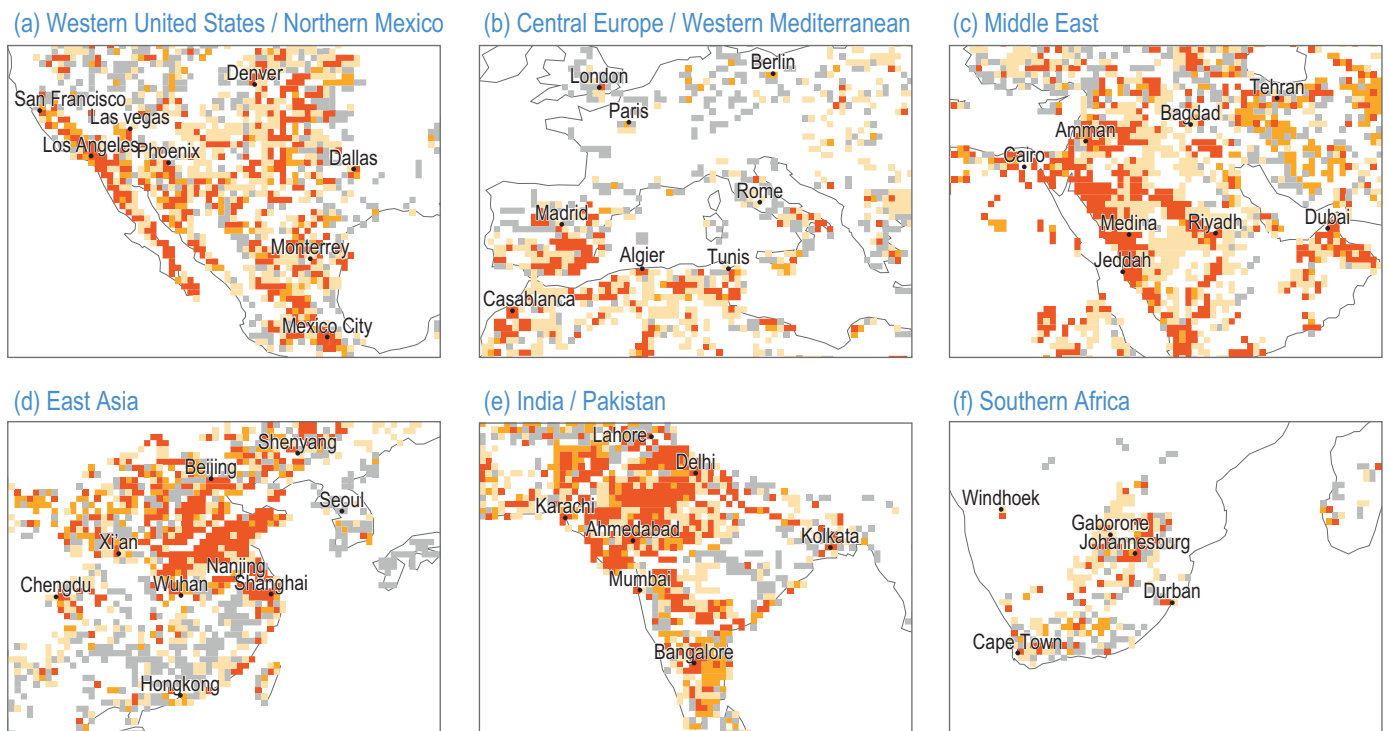 (a) Western United States / Northern Mexico
Denver
San Francisco
Las vegas
Los Angeles
Phoenix
Dallas
Monterrey
Mexico City
(b) Central Europe / Western Mediterranean
London
Berlin
Paris
Rome
Madrid
Algier
Tunis
Casablanca
(c) Middle East
Tehran
Bagdad
Amman
Cairo
Medina
Riyadh
Dubai
Jeddah
(d) East Asia
Shenyang
Beijing
Seoul
Xi'an
Nanjing
Chengdu
Wuhan
Shanghai
Hongkong
(e) India / Pakistan
Lahore
Delhi
Karachi
Ahmedabad
Kolkata
Mumbai
Bangalore
(f) Southern Africa
Windhoek
Gaborone
Johannesburg
Durban
Cape Town